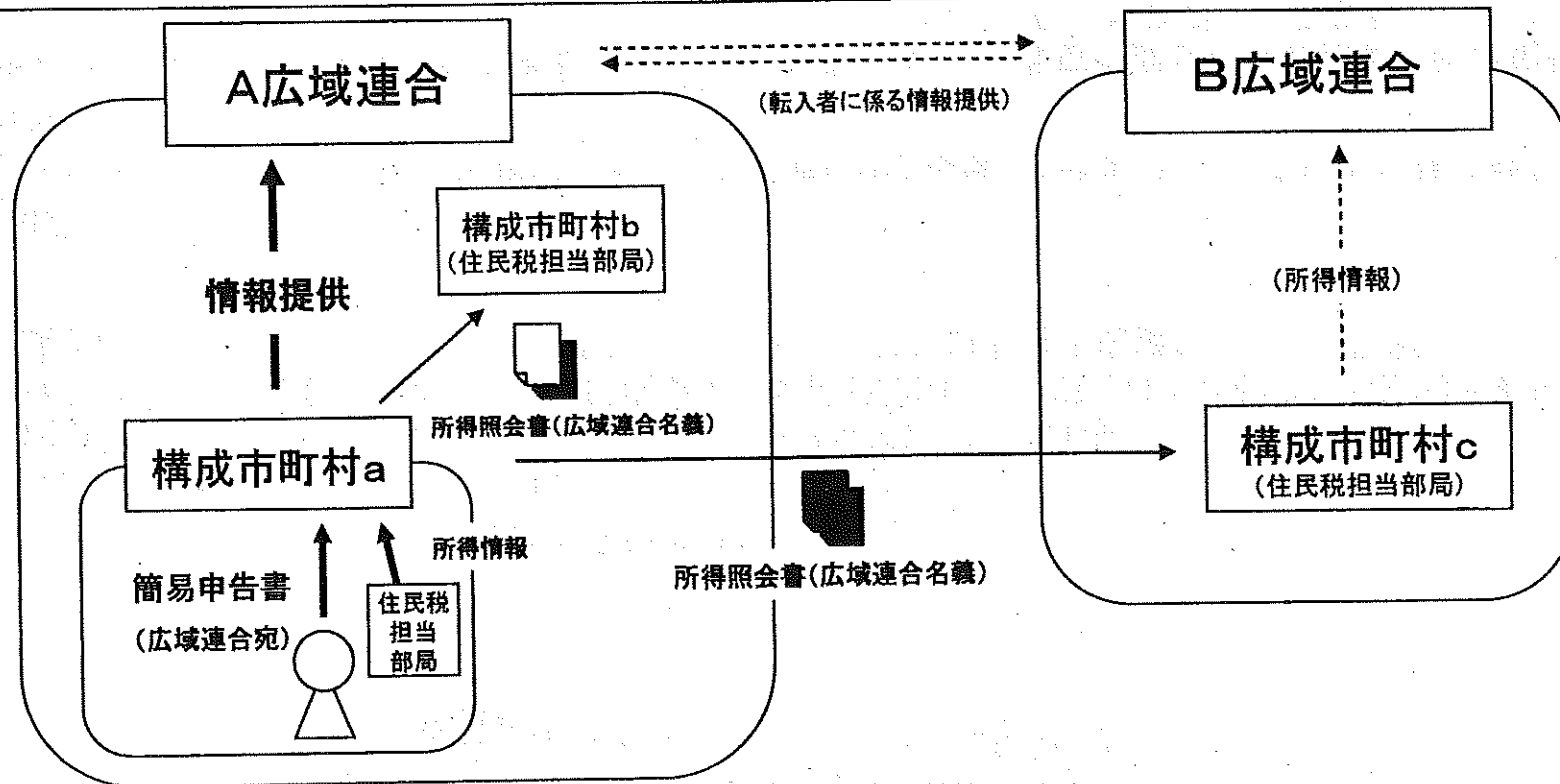 A広域連合
(転入者に係る情報提供)
B広域連合
構成市町村b
(住民税担当部局)
情報提供
(所得情報)
所得照会書(広域連合名義)
構成市町村a
構成市町村c
(住民税担当部局)
所得情報
所得照会書(広域連合名義)
簡易申告書
(広域連合宛)
住民税
担当
部局